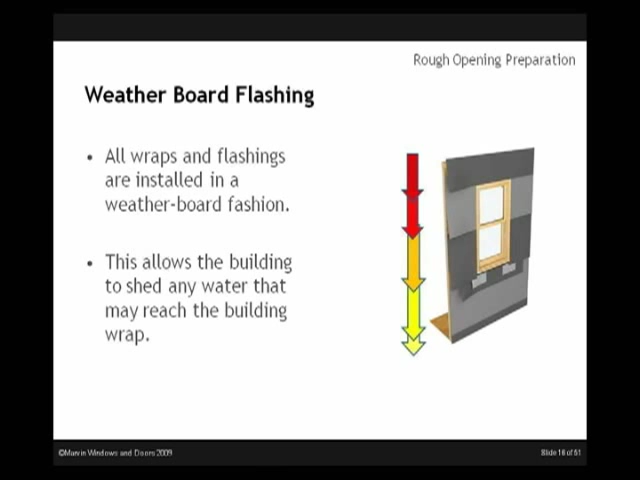 Rough Opening Preparation
Weather Board Flashing
• All wraps and flashings
are installed in a
weather-board fashion.
• This allows the building
to shed any water that
may reach the building
wrap.
©Marvin Windows and Doors 2009
Slide 16 of 51